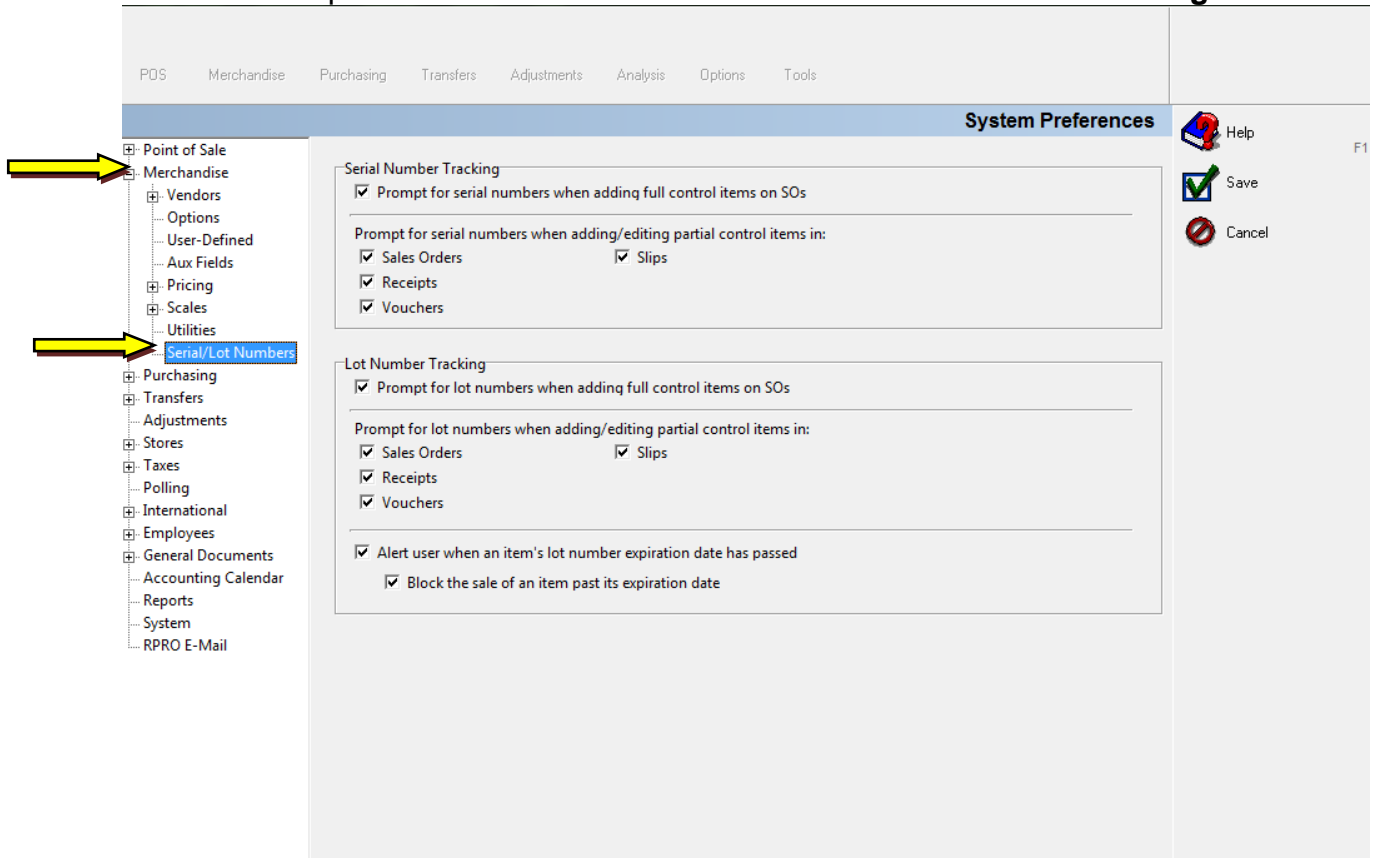 POS Merchandise Purchasing Transfers Adjustments Analysis Options Tools
System Preferences
Help
F1
Save
Cancel
Point of Sale
Merchandise
Vendors
Options
User-Defined
Aux Fields
Pricing
Scales
Utilities
Serial/Lot Numbers
Purchasing
Transfers
Adjustments
Stores
Taxes
Polling
International
Employees
General Documents
Accounting Calendar
Reports
System
RPRO E-Mail
Serial Number Tracking
Prompt for serial numbers when adding full control items on SOs
Prompt for serial numbers when adding/editing partial control items in:
Sales Orders Slips
Receipts
Vouchers
Lot Number Tracking
Prompt for lot numbers when adding full control items on SOs
Prompt for lot numbers when adding/editing partial control items in:
Sales Orders Slips
Receipts
Vouchers
Alert user when an item's lot number expiration date has passed
Block the sale of an item past its expiration date